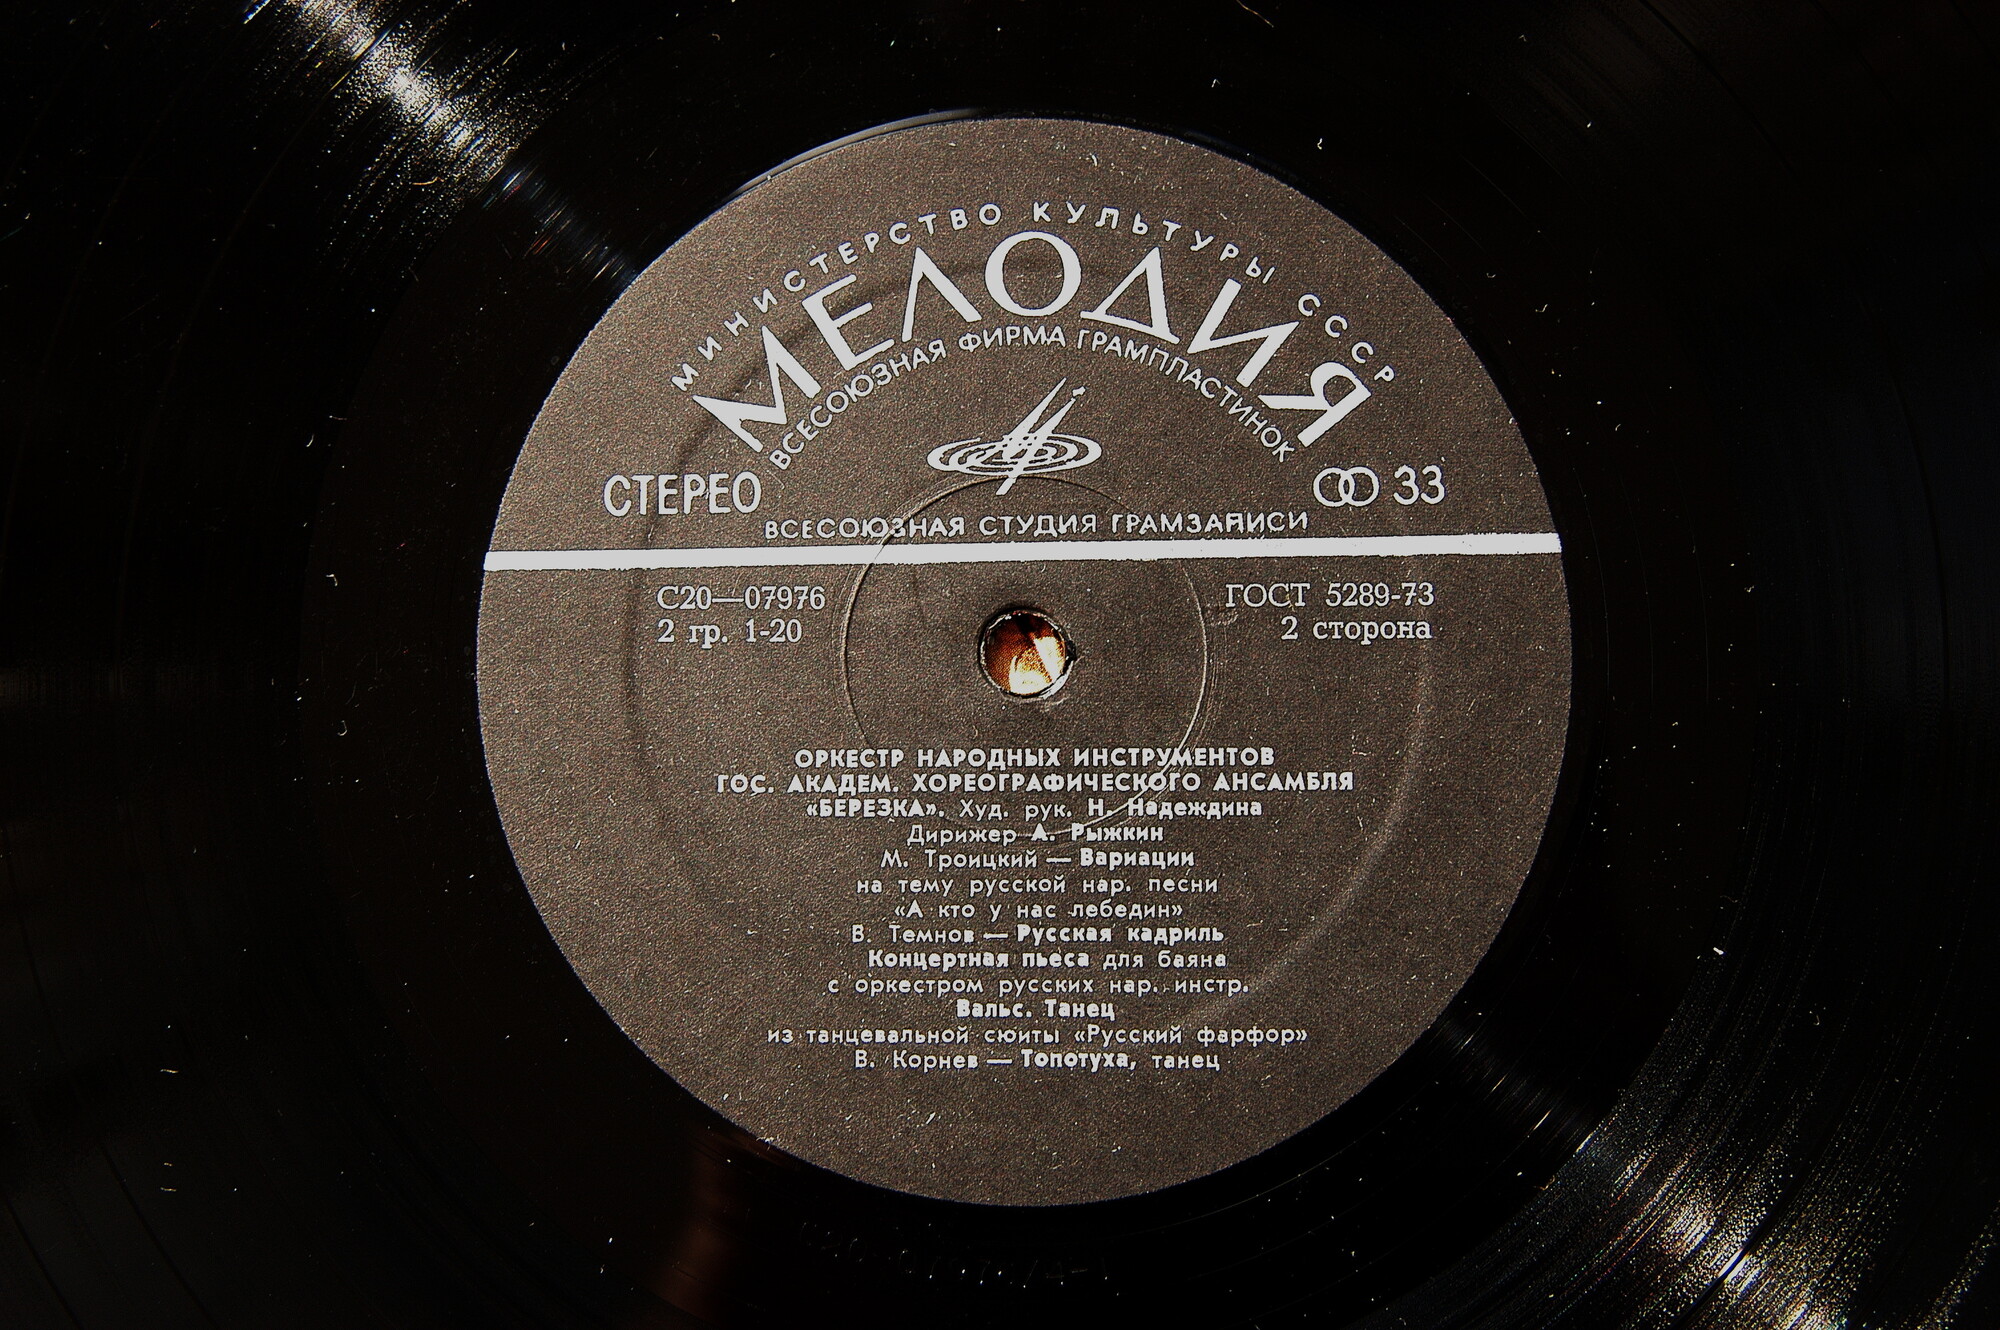 МИНИСТЕРСТВО КУЛЬТУРЫ СССР
МЕЛОДИЯ
ВСЕСОЮЗНАЯ ФИРМА ГРАМПЛАСТИНОК
СТЕРЕО
33
ВСЕСОЮЗНАЯ СТУДИЯ ГРАМЗАПИСИ
С20—07976
ГОСТ 5289-73
2 гр. 1-20
2 сторона
ОРКЕСТР НАРОДНЫХ ИНСТРУМЕНТОВ
ГОС. АКАДЕМ. ХОРЕОГРАФИЧЕСКОГО АНСАМБЛЯ
«БЕРЕЗКА». Худ. рук. Н. Надеждина
Дирижер А. Рыжкин
М. Троицкий — Вариации
на тему русской нар. песни
«А кто у нас лебедин»
В. Темнов — Русская кадриль
Концертная пьеса для баяна
с оркестром русских нар. инстр.
Вальс. Танец
из танцевальной сюиты «Русский фарфор»
В. Корнев — Топотуха, танец